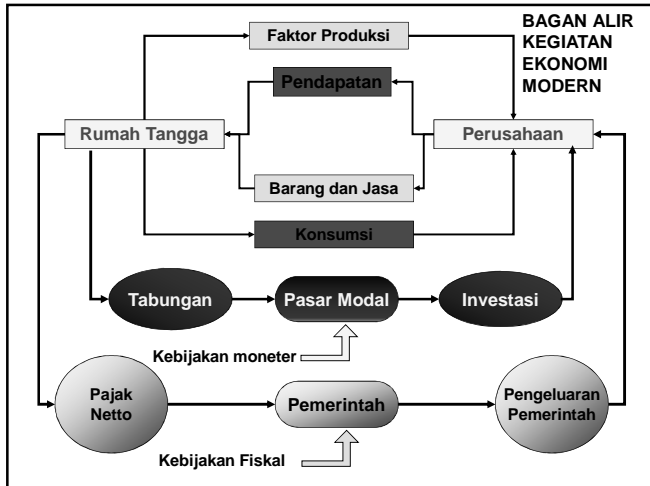 BAGAN ALIR
KEGIATAN
EKONOMI
MODERN
Faktor Produksi
Pendapatan
Rumah Tangga
Perusahaan
Barang dan Jasa
Konsumsi
Tabungan
Pasar Modal
Investasi
Kebijakan moneter
Pajak
Netto
Pemerintah
Pengeluaran
Pemerintah
Kebijakan Fiskal